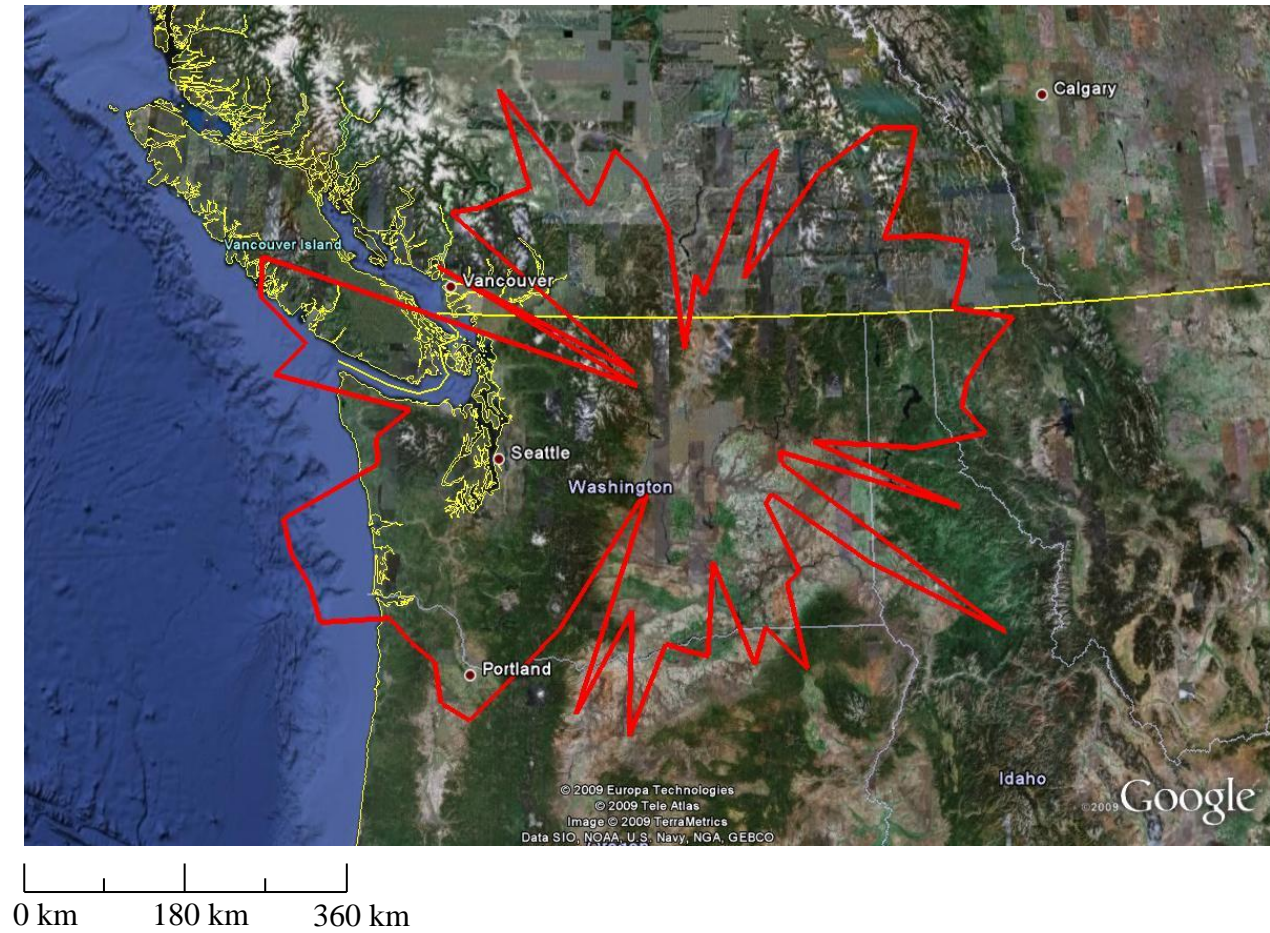 Calgary
Vancouver Island
Vancouver
Seattle
Washington
Portland
Idaho
© 2009 Europa Technologies
© 2009 Tele Atlas
Image © 2009 TerraMetrics
Data SIO, NOAA, U.S. Navy, NGA, GEBCO
©2009 Google
0 km 180 km 360 km